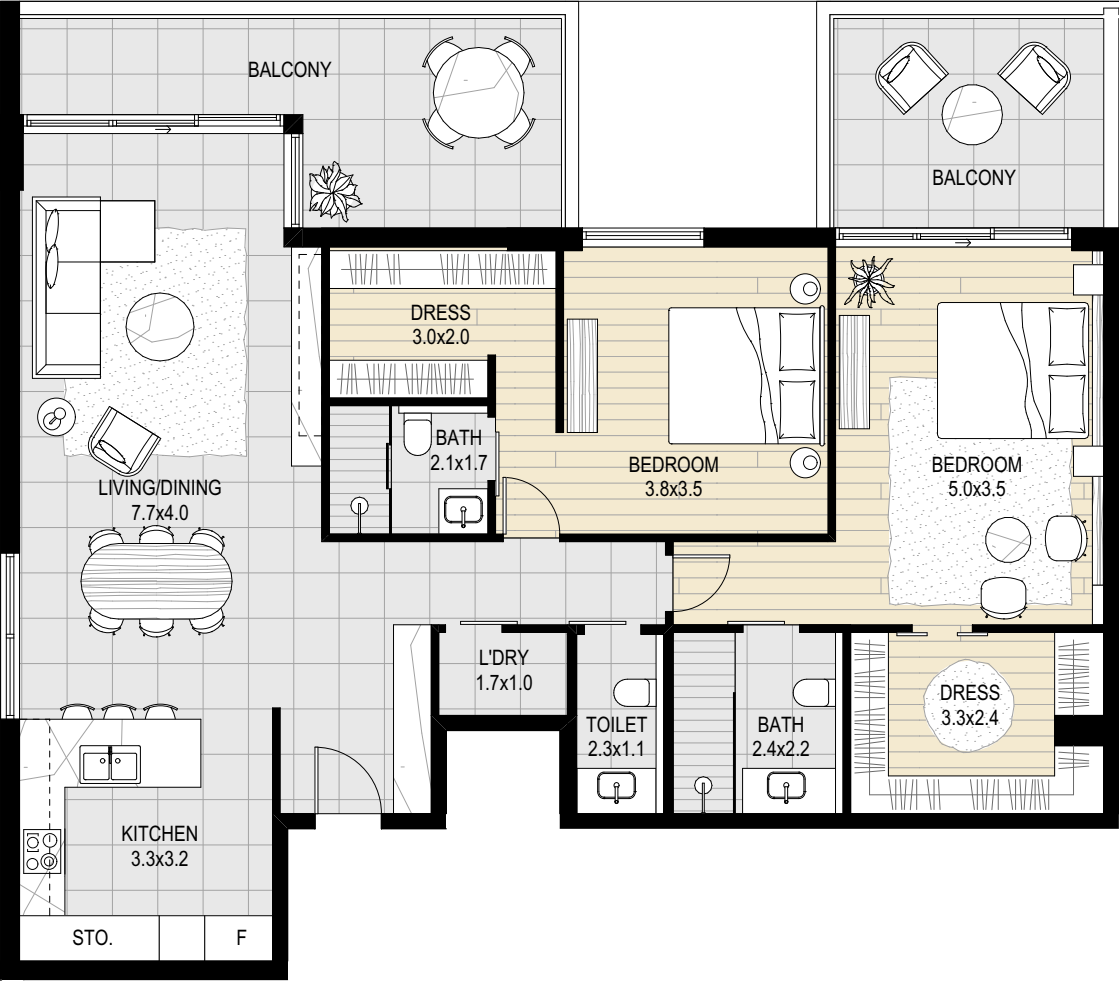 BALCONY
BALCONY
DRESS
3.0x2.0
BATH
2.1x1.7
BEDROOM
3.8x3.5
BEDROOM
5.0x3.5
LIVING/DINING
7.7x4.0
L'DRY
1.7x1.0
TOILET
2.3x1.1
BATH
2.4x2.2
DRESS
3.3x2.4
KITCHEN
3.3x3.2
STO.
F